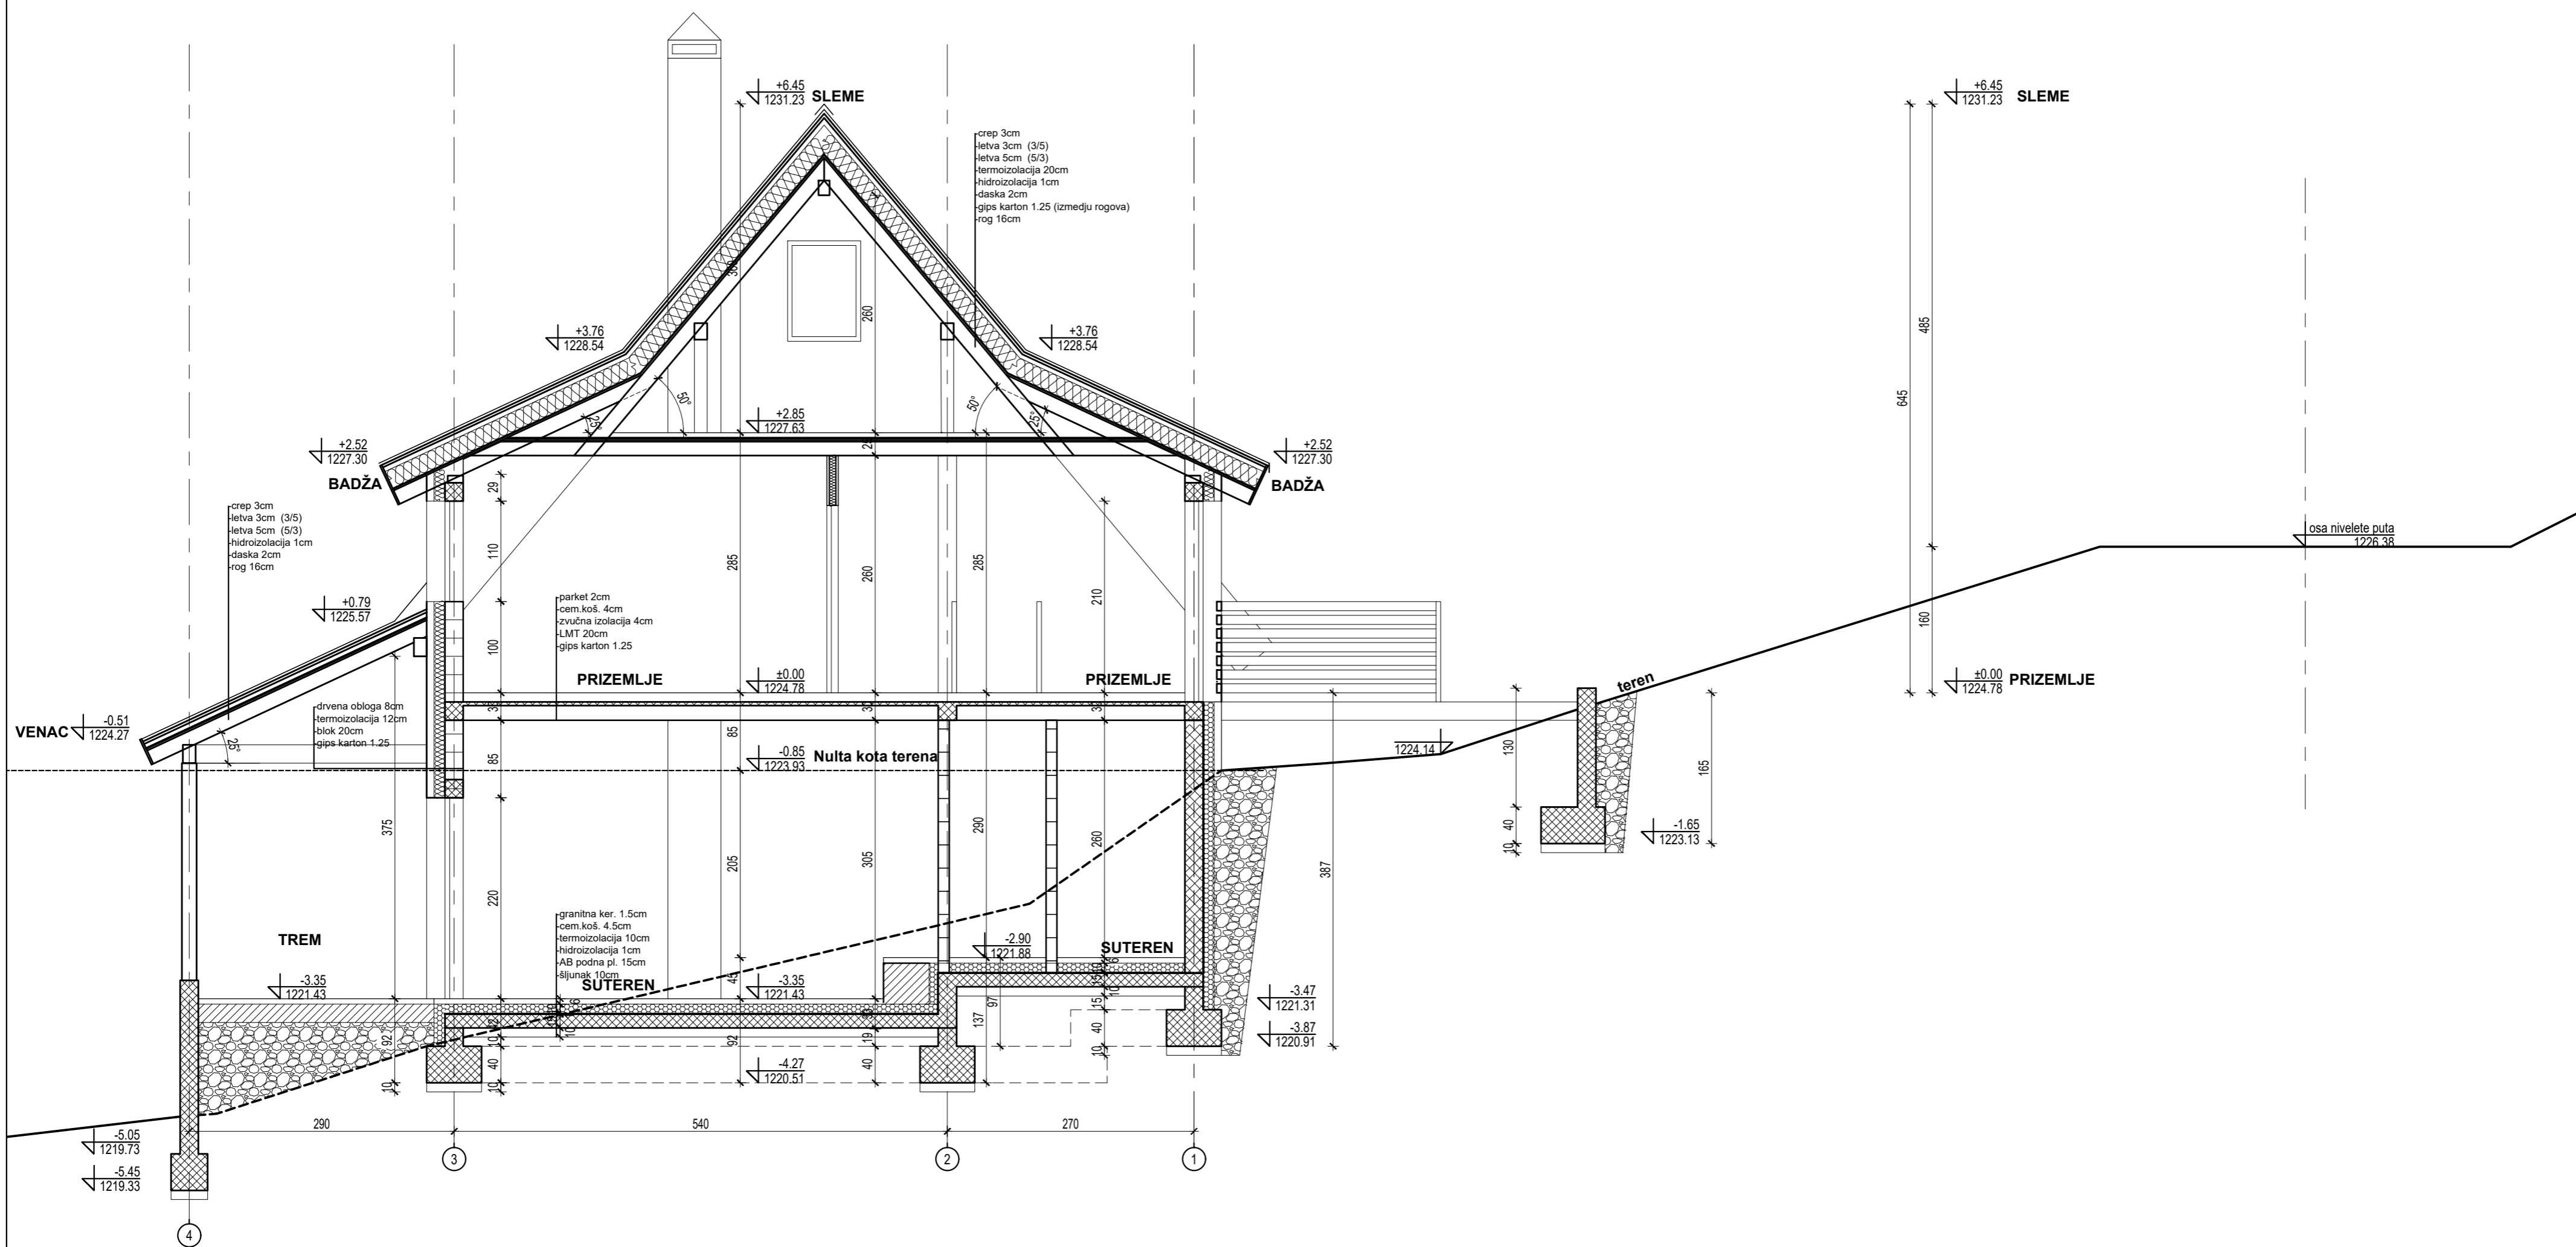 +6.45
1231.23 SLEME
+6.45
1231.23 SLEME
crep 3cm
letva 3cm (3/5)
letva 5cm (5/3)
termoizolacija 20cm
hidroizolacija 1cm
daska 2cm
gips karton 1.25 (izmedju rogova)
rog 16cm
260
485
645
+3.76
1228.54
+3.76
1228.54
50°
50°
25°
25°
+2.85
1227.63
+2.52
1227.30
BADŽA
+2.52
1227.30
BADŽA
29
crep 3cm
letva 3cm (3/5)
letva 5cm (5/3)
hidroizolacija 1cm
daska 2cm
rog 16cm
osa nivelete puta
1226.38
110
285
260
285
210
160
+0.79
1225.57
parket 2cm
cem.koš. 4cm
zvučna izolacija 4cm
LMT 20cm
gips karton 1.25
100
PRIZEMLJE
±0.00
1224.78
PRIZEMLJE
teren
±0.00
1224.78 PRIZEMLJE
VENAC
-0.51
1224.27
drvena obloga 8cm
termoizolacija 12cm
blok 20cm
gips karton 1.25
25°
85
85
-0.85
1223.93
Nulta kota terena
1224.14
130
165
375
205
305
290
260
387
40
10
-1.65
1223.13
220
granitna ker. 1.5cm
cem.koš. 4.5cm
termoizolacija 10cm
hidroizolacija 1cm
AB podna pl. 15cm
šljunak 10cm
TREM
-2.90
1221.88
SUTEREN
SUTEREN
-3.35
1221.43
-3.35
1221.43
-3.47
1221.31
-3.87
1220.91
97
137
15
40
10
92
92
19
40
10
40
10
10
-4.27
1220.51
290
540
270
-5.05
1219.73
-5.45
1219.33
3
2
1
4